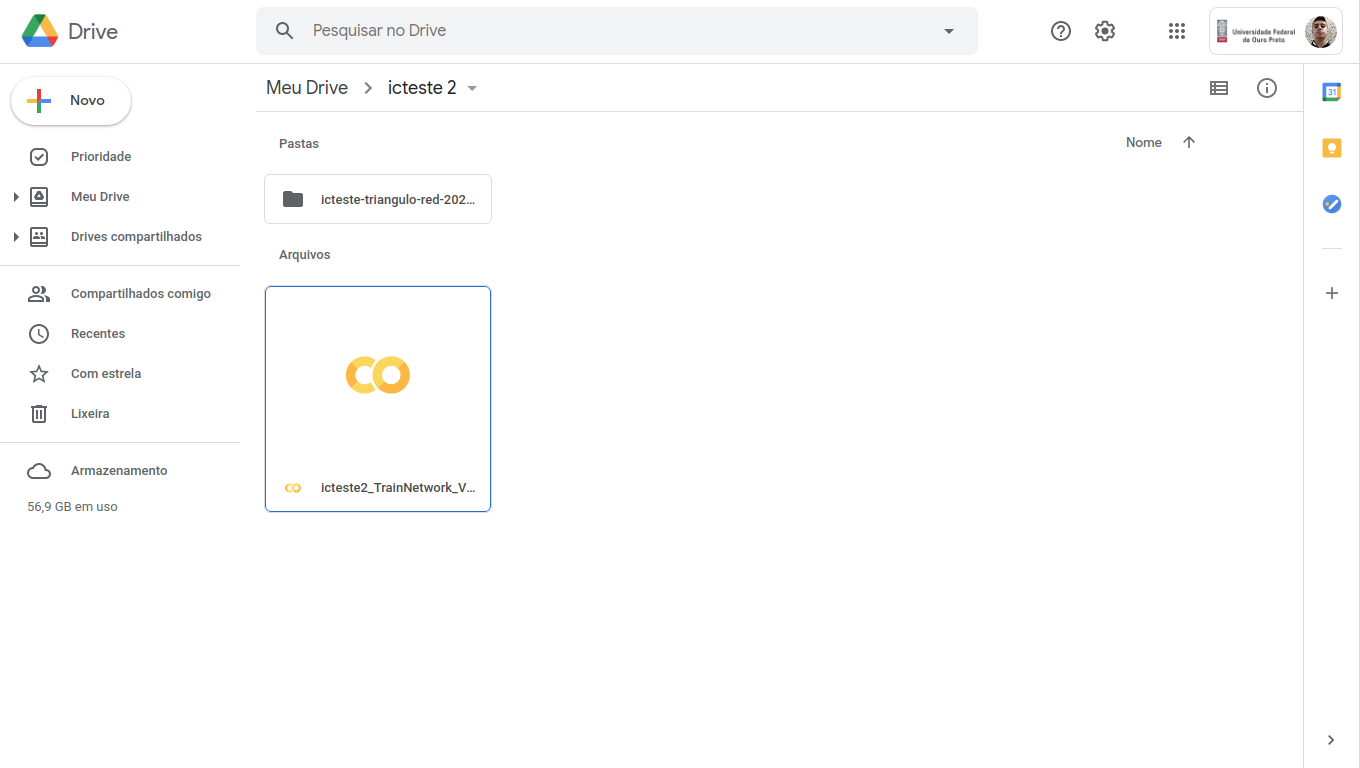 Drive
Pesquisar no Drive
Universidade Federal
de Ouro Preto
Novo
Prioridade
Meu Drive
Drives compartilhados
Compartilhados comigo
Recentes
Com estrela
Lixeira
Armazenamento
56,9 GB em uso
Meu Drive
icteste 2
Pastas
Nome
icteste-triangulo-red-202...
Arquivos
icteste2_TrainNetwork_V...
31